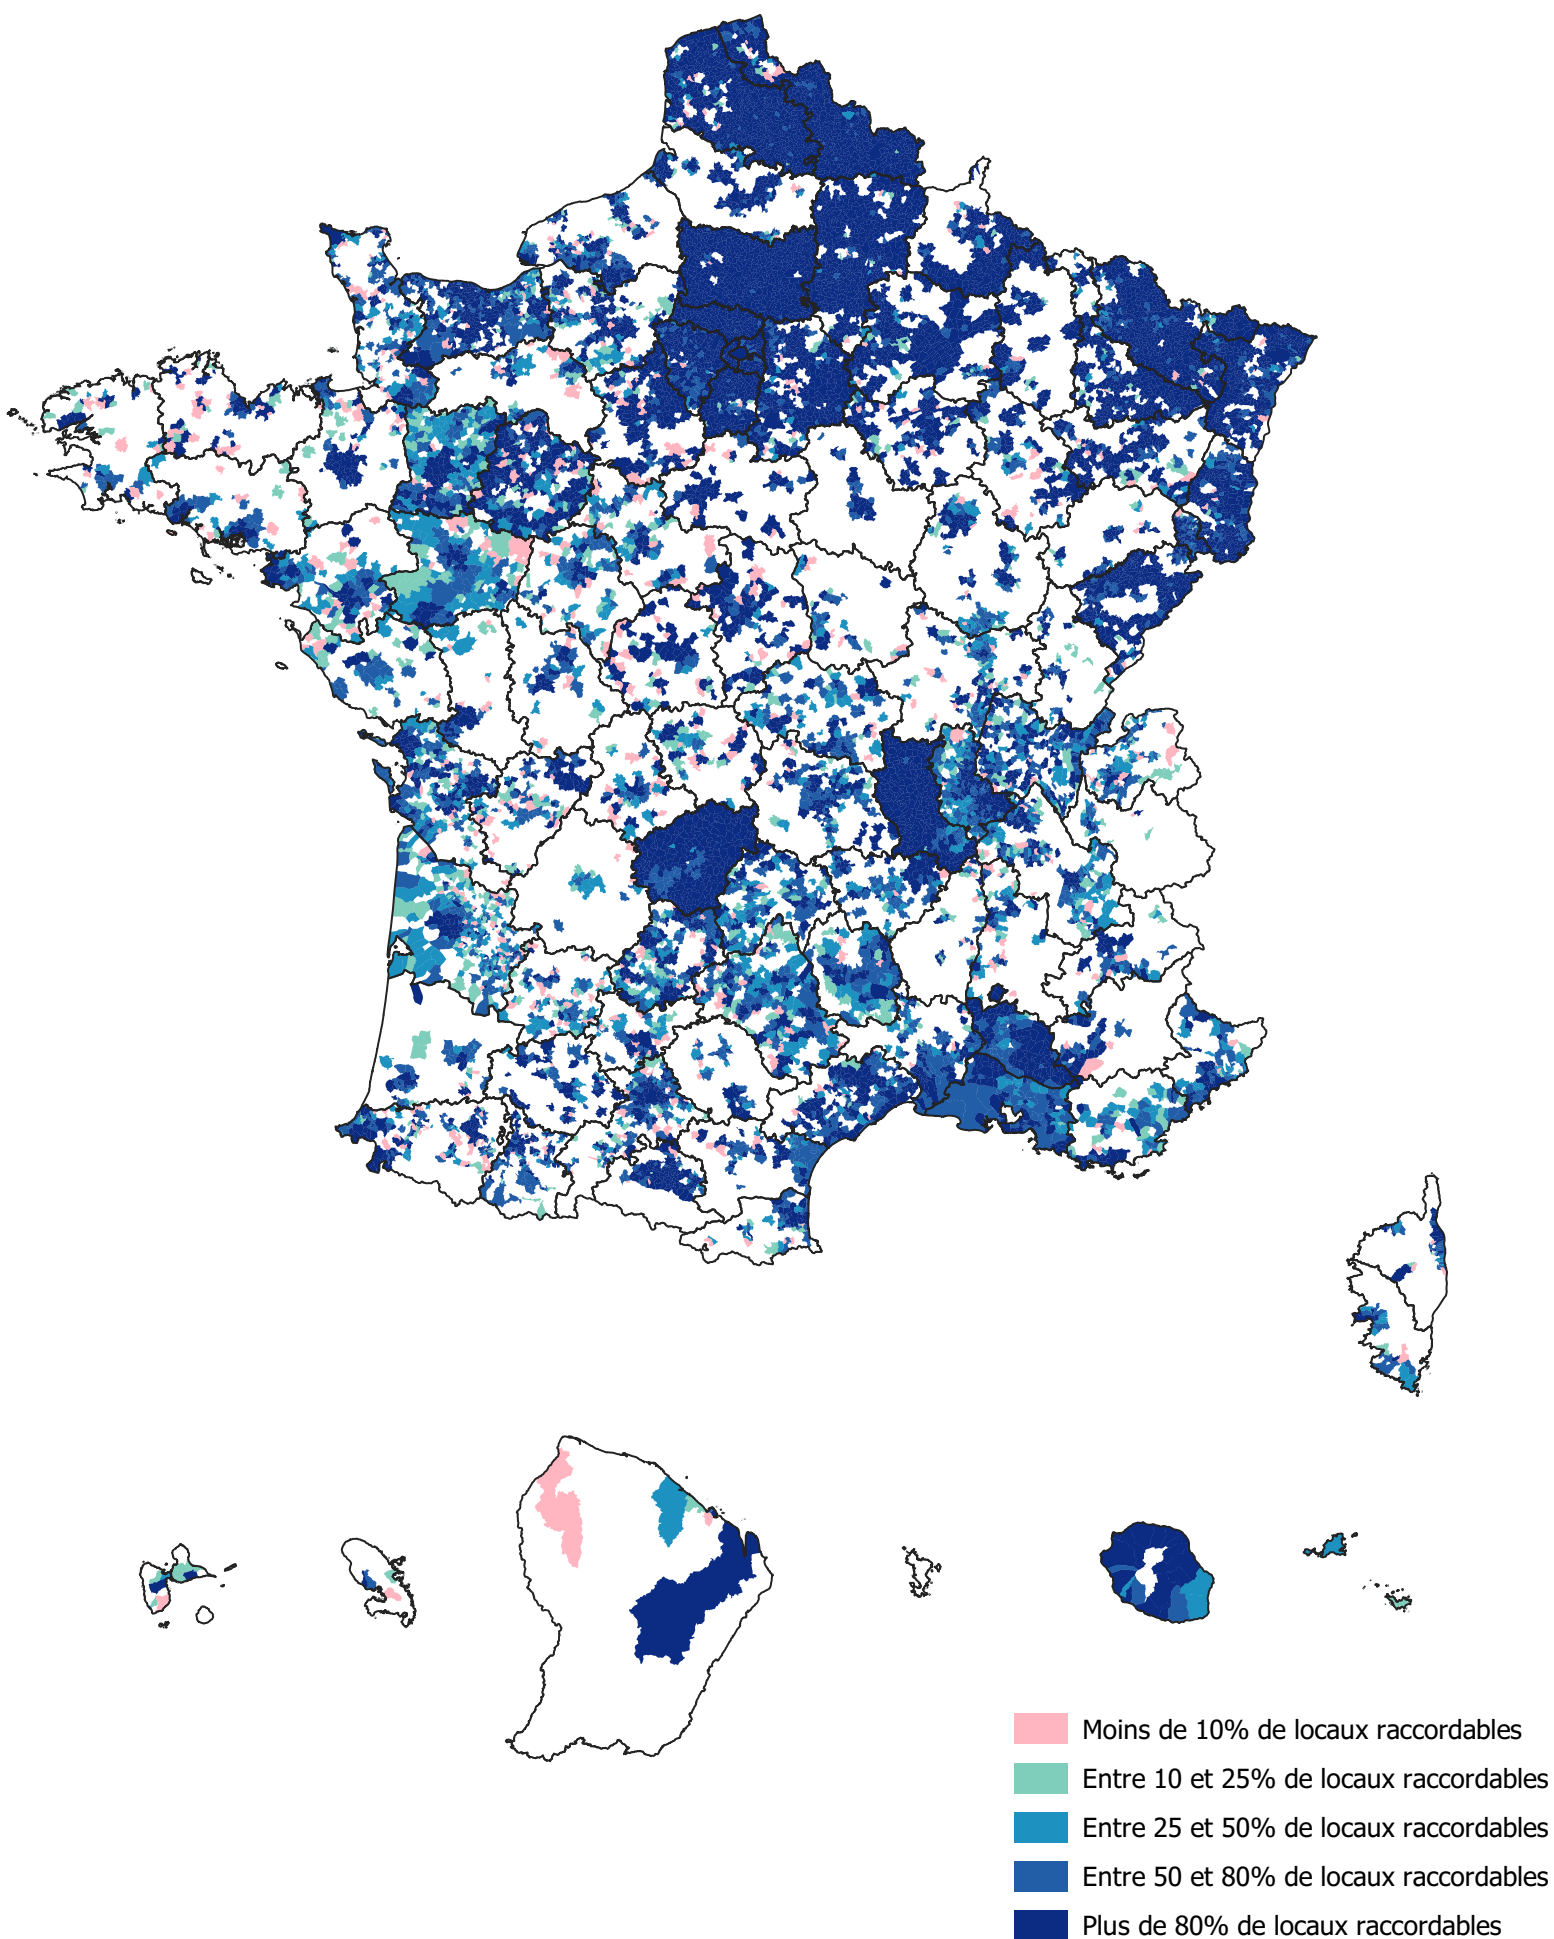 Moins de 10% de locaux raccordables
Entre 10 et 25% de locaux raccordables
Entre 25 et 50% de locaux raccordables
Entre 50 et 80% de locaux raccordables
Plus de 80% de locaux raccordables